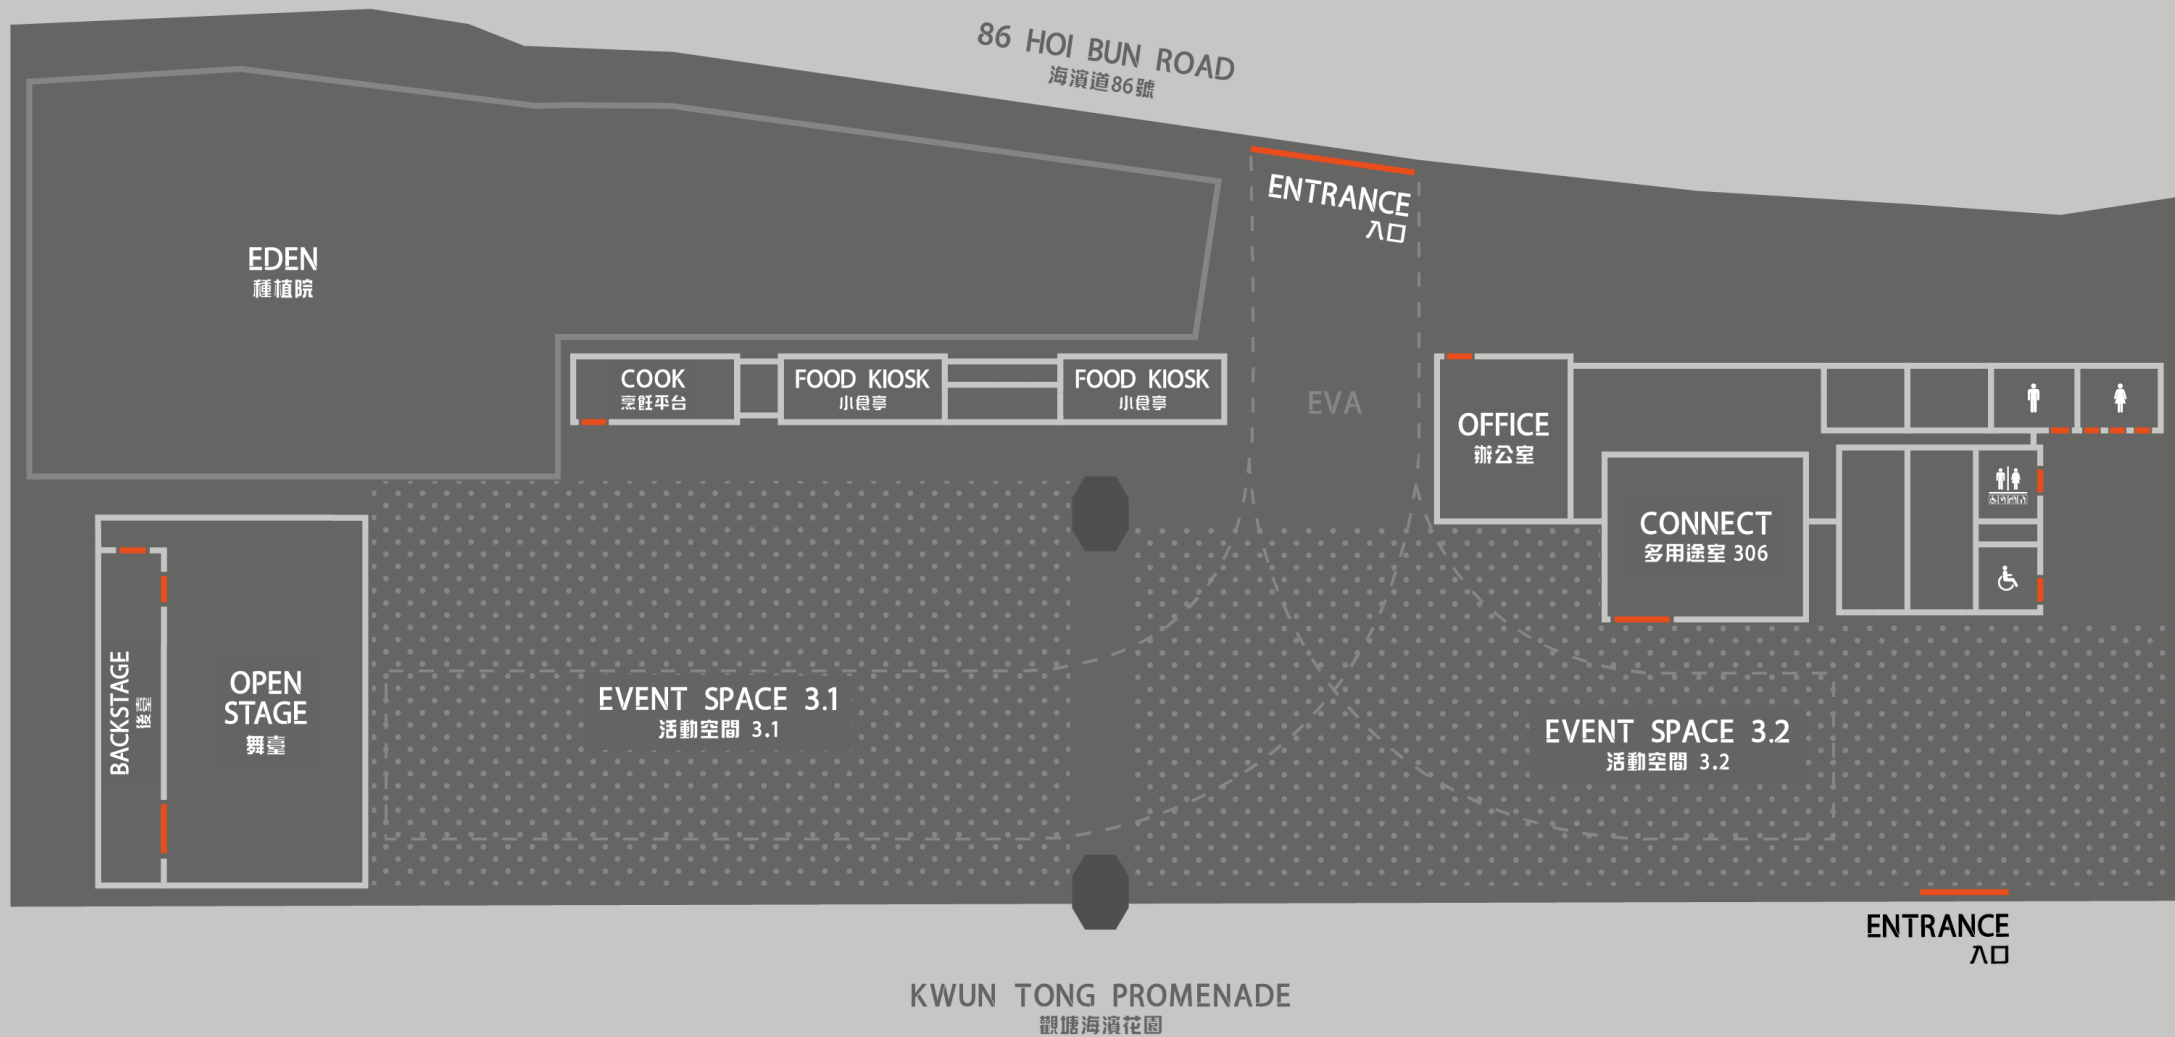 86 HOI BUN ROAD
海濱道86號
ENTRANCE
入口
EDEN
種植院
COOK
烹飪平台
FOOD KIOSK
小食亭
FOOD KIOSK
小食亭
EVA
OFFICE
辦公室
CONNECT
多用途室 306
BACKSTAGE
後臺
OPEN
STAGE
舞臺
EVENT SPACE 3.1
活動空間 3.1
EVENT SPACE 3.2
活動空間 3.2
ENTRANCE
入口
KWUN TONG PROMENADE
觀塘海濱花園